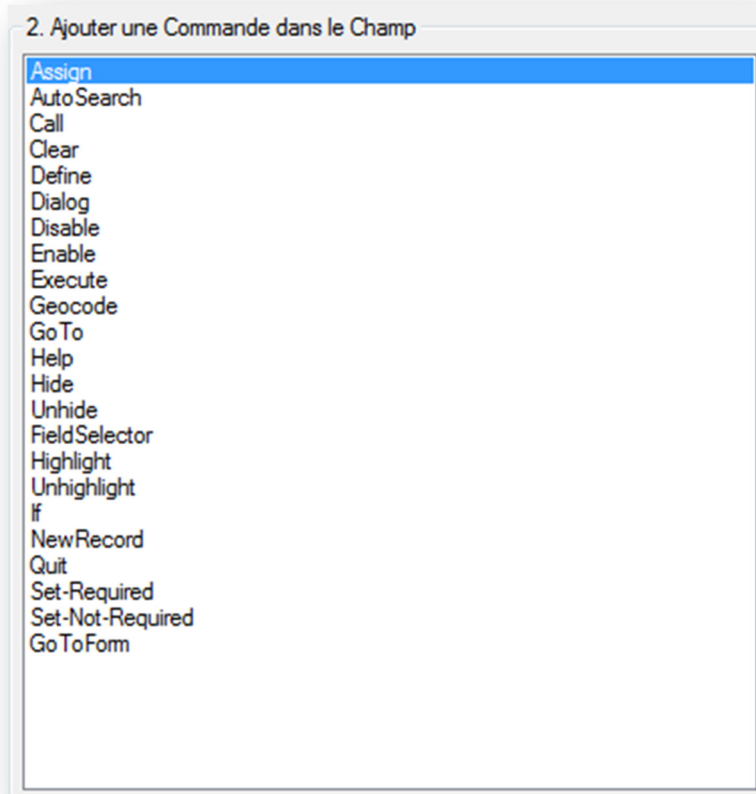 2. Ajouter une Commande dans le Champ
Assign
AutoSearch
Call
Clear
Define
Dialog
Disable
Enable
Execute
Geocode
GoTo
Help
Hide
Unhide
FieldSelector
Highlight
Unhighlight
If
NewRecord
Quit
Set-Required
Set-Not-Required
GoToForm